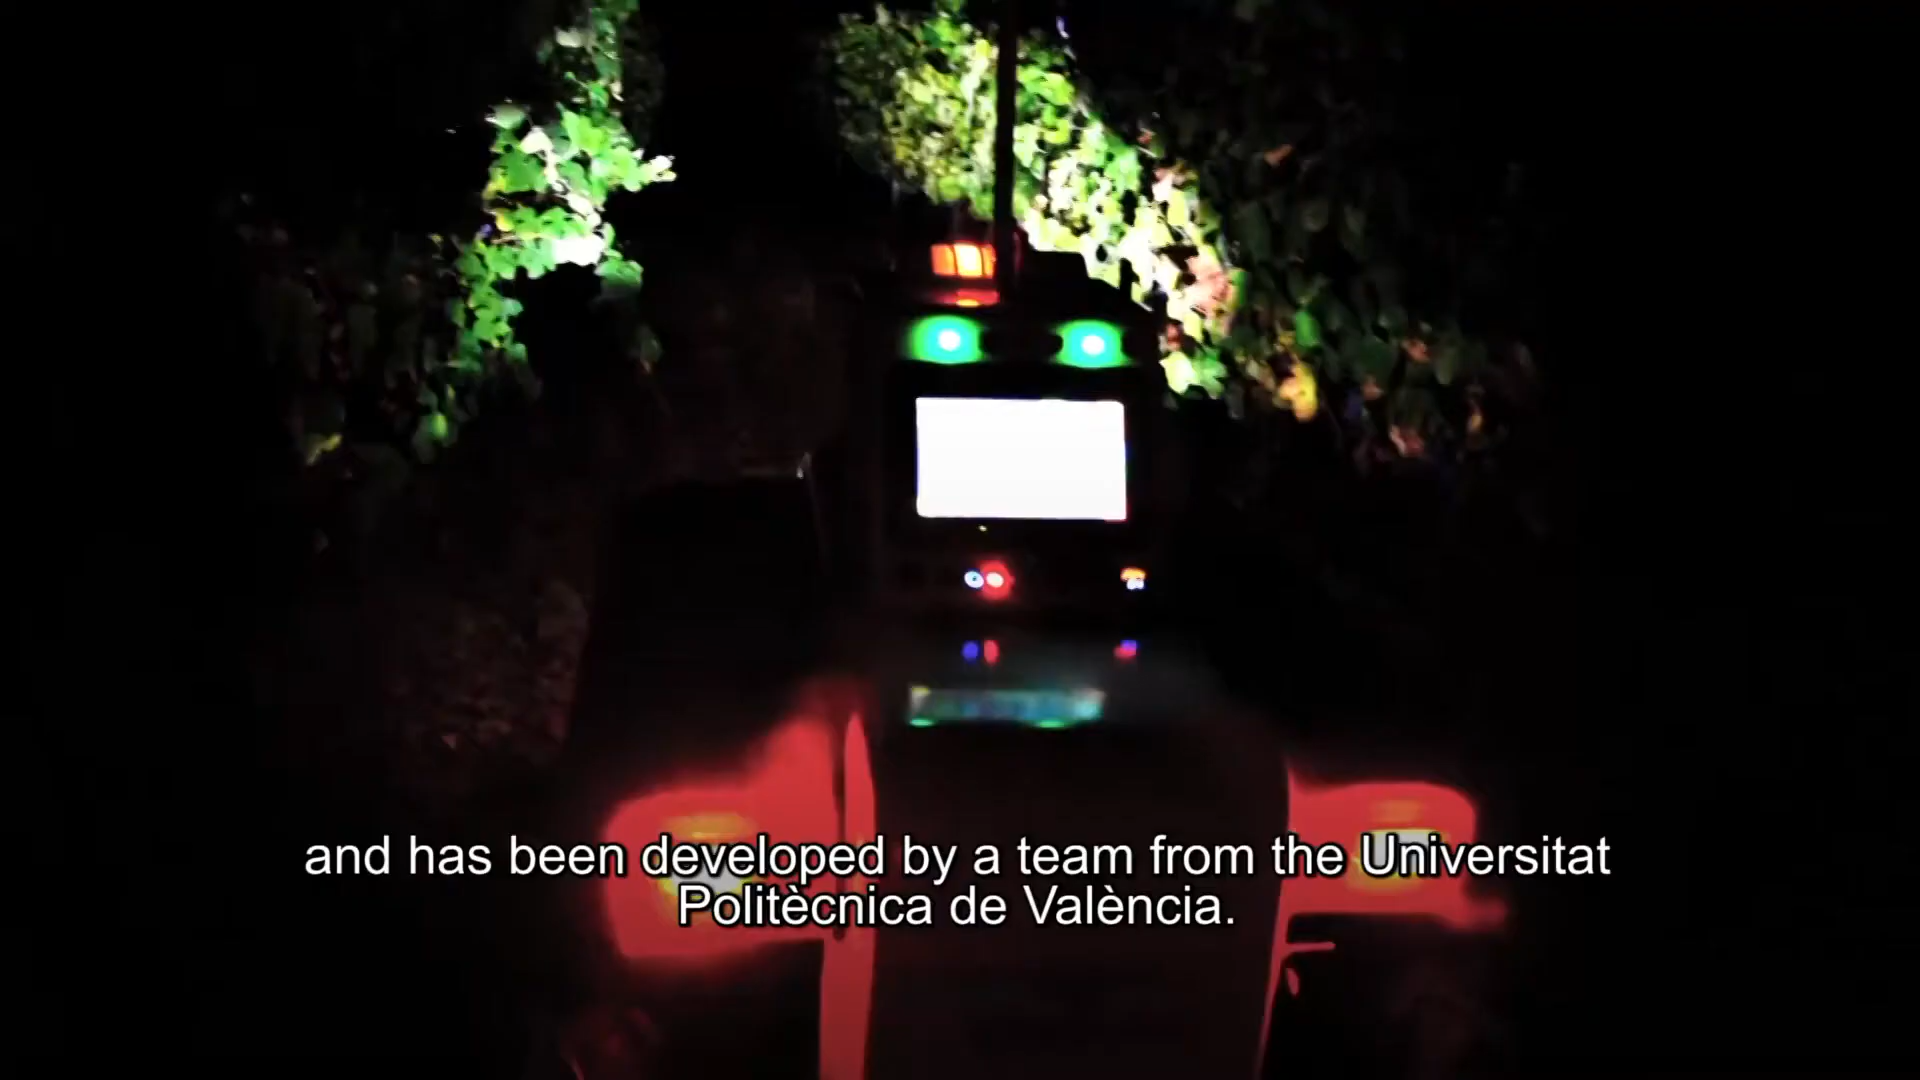 and has been developed by a team from the Universitat
Politècnica de València.